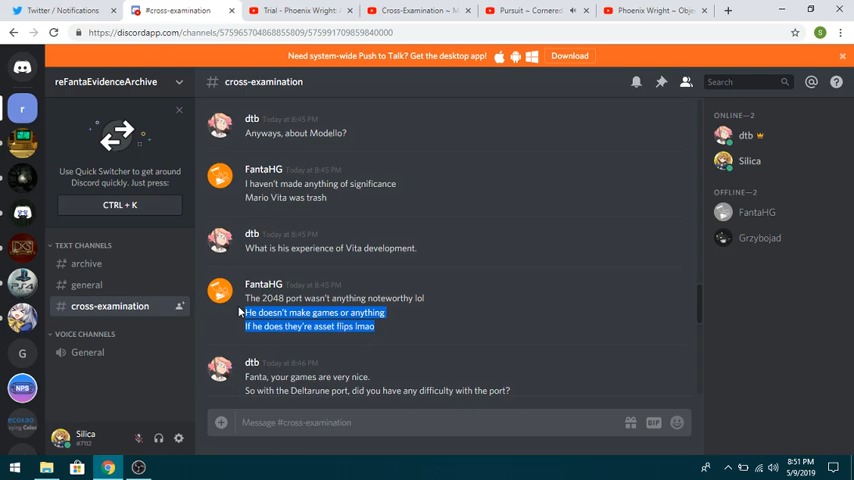 Twitter / Notifications
#cross-examination
Trial - Phoenix Wright
Cross-Examination ~ M
Pursuit ~ Cornered
Phoenix Wright ~ Obje
https://discordapp.com/channels/575965704868855809/575991709859840000
S
Need system-wide Push to Talk? Get the desktop app!
Download
reFantaEvidenceArchive
# cross-examination
Search
Use Quick Switcher to get around
Discord quickly. Just press:
CTRL + K
TEXT CHANNELS
# archive
# general
# cross-examination
VOICE CHANNELS
General
r
G
NPS
Silica
#7112
dtb Today at 8:45 PM
Anyways, about Modello?
FantaHG Today at 8:45 PM
I haven't made anything of significance
Mario Vita was trash
dtb Today at 8:45 PM
What is his experience of Vita development.
FantaHG Today at 8:45 PM
The 2048 port wasn't anything noteworthy lol
He doesn't make games or anything
If he does they're asset flips lmao
dtb Today at 8:46 PM
Fanta, your games are very nice.
So with the Deltarune port, did you have any difficulty with the port?
Message #cross-examination
GIF
ONLINE—2
dtb
Silica
OFFLINE—2
FantaHG
Grzybojad
8:51 PM
5/9/2019